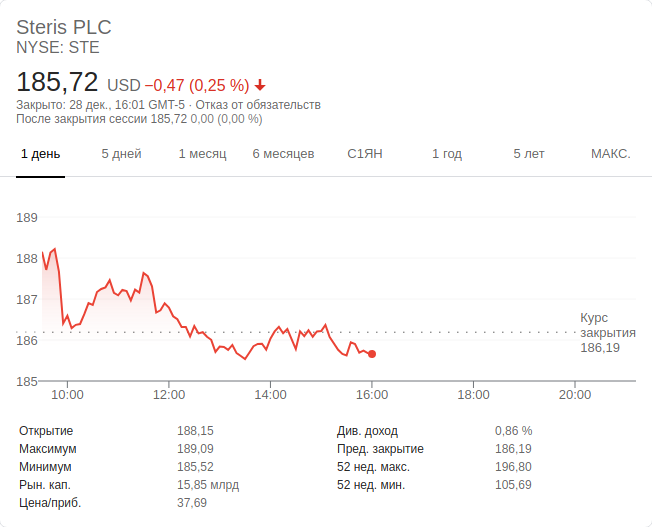 Steris PLC
NYSE: STE
185,72 USD −0,47 (0,25 %)
Закрыто: 28 дек., 16:01 GMT-5 · Отказ от обязательств
После закрытия сессии 185,72 0,00 (0,00 %)
1 день 5 дней 1 месяц 6 месяцев С1ЯН 1 год 5 лет МАКС.
189
188
187
186
185
Курс
закрытия
186,19
10:00 12:00 14:00 16:00 18:00 20:00
Открытие 188,15 Див. доход 0,86 %
Максимум 189,09 Пред. закрытие 186,19
Минимум 185,52 52 нед. макс. 196,80
Рын. кап. 15,85 млрд 52 нед. мин. 105,69
Цена/приб. 37,69